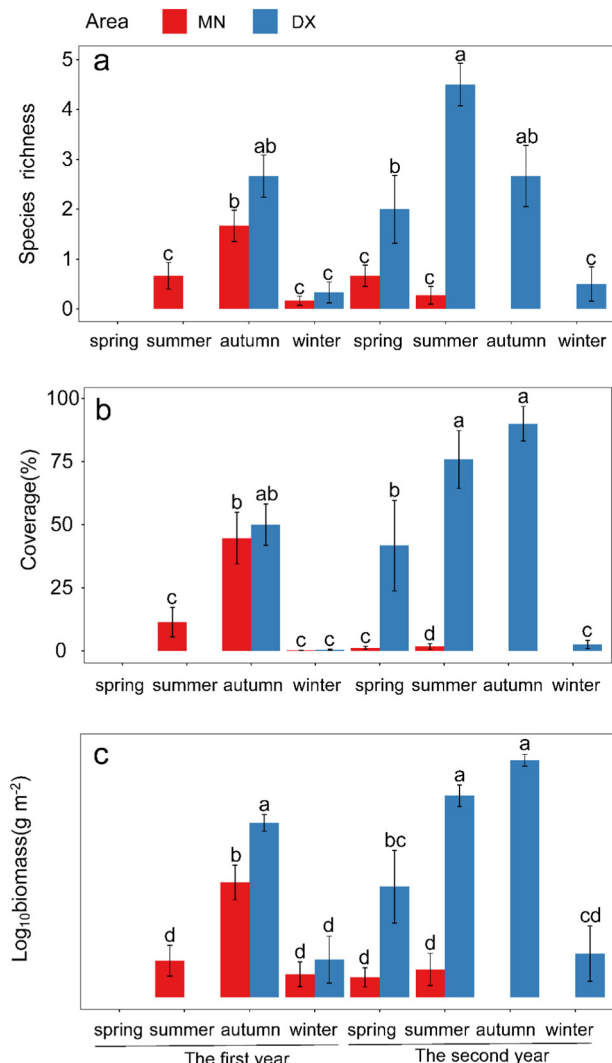 Area MN DX
a
Species richness
5
4
3
2
1
0
c b ab c c c b c a ab c
spring summer autumn winter spring summer autumn winter
b
Coverage(%)
100
75
50
25
0
c b ab c c c b d a a c
spring summer autumn winter spring summer autumn winter
c
Log₁₀biomass(g m⁻²)
d b a d d d bc d a a cd
spring summer autumn winter spring summer autumn winter
The first year The second year